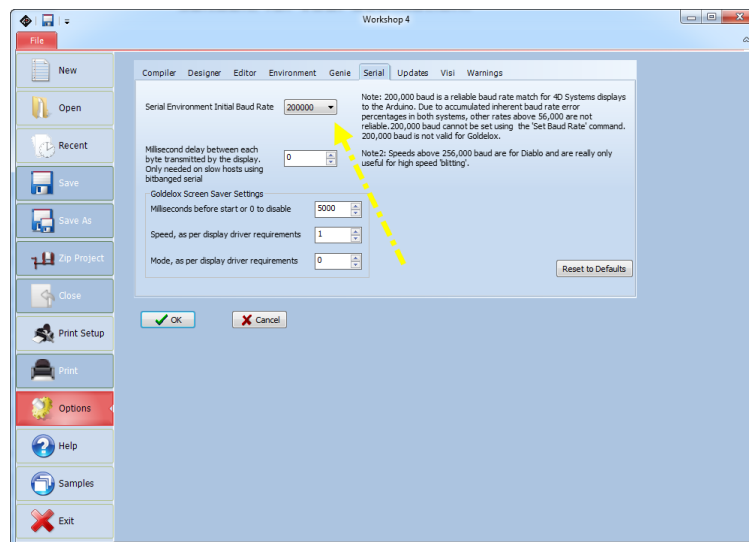 Workshop 4
File
New
Open
Recent
Save
Save As
Zip Project
Close
Print Setup
Print
Options
Help
Samples
Exit
Compiler Designer Editor Environment Genie Serial Updates Visi Warnings
Serial Environment Initial Baud Rate 200000
Note: 200,000 baud is a reliable baud rate match for 4D Systems displays
to the Arduino. Due to accumulated inherent baud rate error
percentages in both systems, other rates above 56,000 are not
reliable. 200,000 baud cannot be set using the 'Set Baud Rate' command.
200,000 baud is not valid for Goldelox.
Note2: Speeds above 256,000 baud are for Diablo and are really only
useful for high speed 'blitting'.
Millisecond delay between each
byte transmitted by the display.
Only needed on slow hosts using
bitbanged serial
0
Goldelox Screen Saver Settings
Milliseconds before start or 0 to disable 5000
Speed, as per display driver requirements 1
Mode, as per display driver requirements 0
Reset to Defaults
OK
Cancel